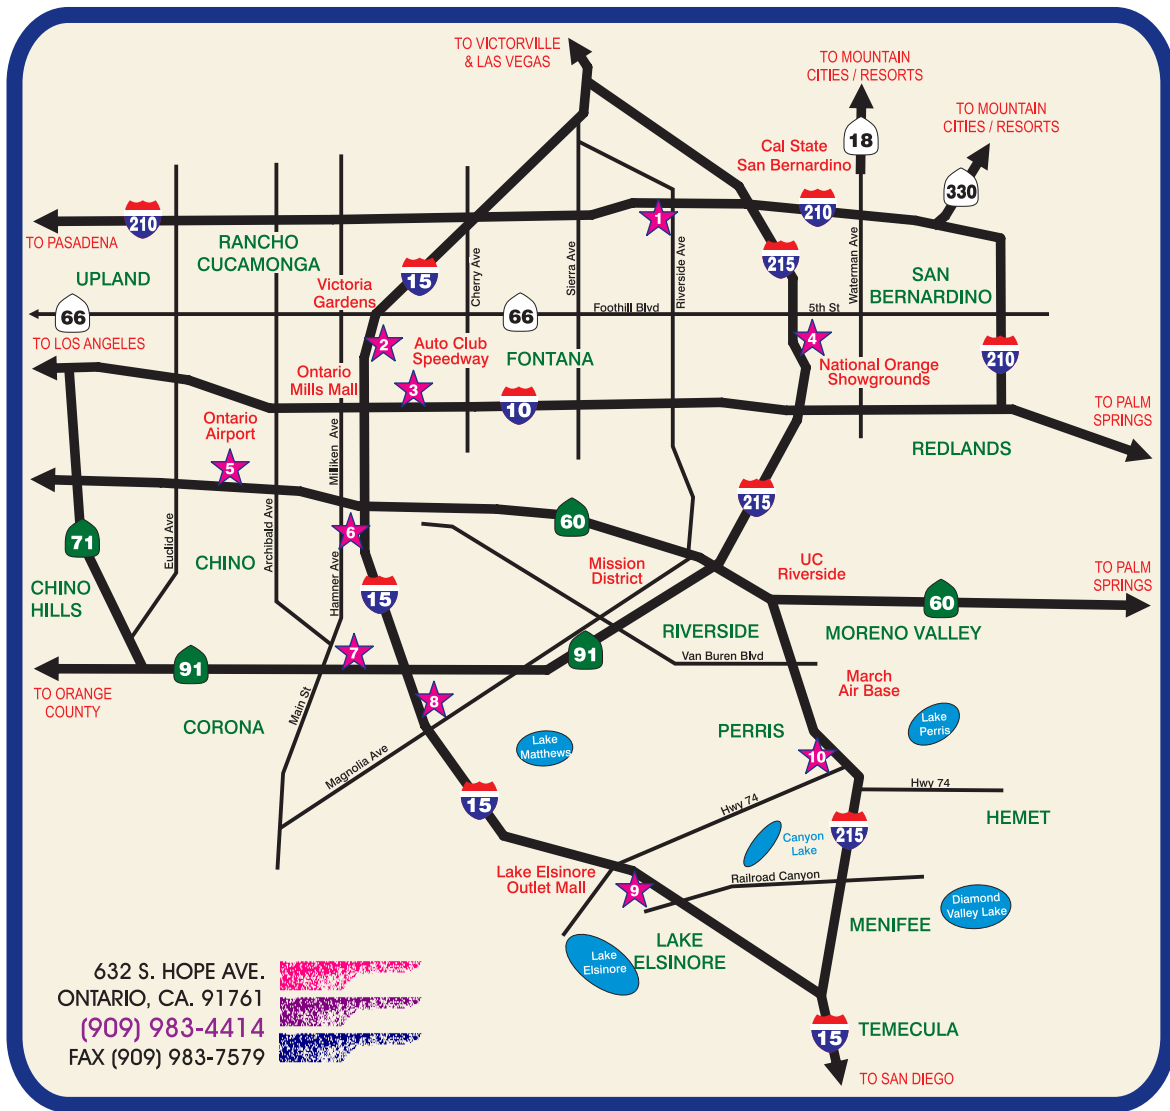 TO VICTORVILLE
& LAS VEGAS
TO MOUNTAIN
CITIES / RESORTS
TO MOUNTAIN
CITIES / RESORTS
18
Cal State
San Bernardino
330
210
1
210
TO PASADENA
RANCHO
CUCAMONGA
UPLAND
15
215
Victoria
Gardens
Cherry Ave
Sierra Ave
Riverside Ave
Waterman Ave
SAN
BERNARDINO
66
66
Foothill Blvd
5th St
TO LOS ANGELES
2
Auto Club
Speedway
FONTANA
4
National Orange
Showgrounds
210
Ontario
Mills Mall
3
10
Ontario
Airport
TO PALM
SPRINGS
REDLANDS
5
Milliken Ave
215
71
Euclid Ave
Archibald Ave
6
60
CHINO
Mission
District
UC
Riverside
TO PALM
SPRINGS
CHINO
HILLS
Hamner Ave
15
60
RIVERSIDE
MORENO VALLEY
91
7
91
Van Buren Blvd
TO ORANGE
COUNTY
Main St
8
March
Air Base
CORONA
PERRIS
Lake
Perris
Lake
Matthews
Magnolia Ave
10
15
Hwy 74
Hwy 74
HEMET
215
Canyon
Lake
Lake Elsinore
Outlet Mall
9
Railroad Canyon
Diamond
Valley Lake
MENIFEE
LAKE
ELSINORE
Lake
Elsinore
632 S. HOPE AVE.
ONTARIO, CA. 91761
(909) 983-4414
FAX (909) 983-7579
15
TEMECULA
TO SAN DIEGO